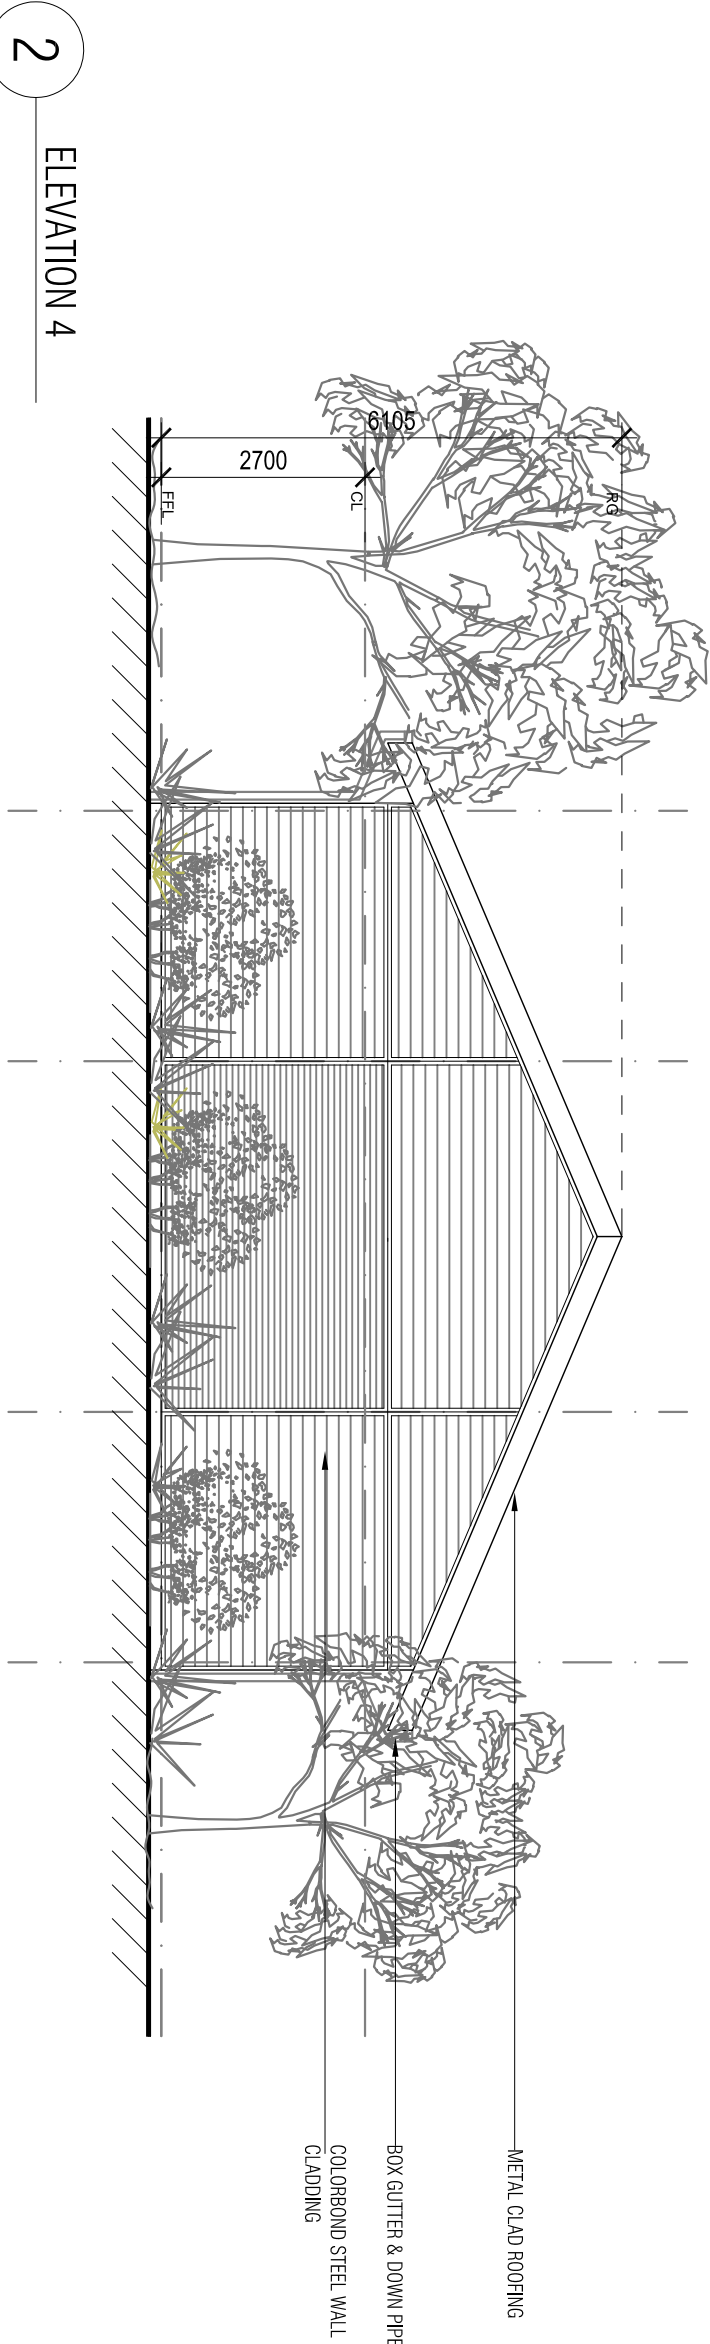 2
ELEVATION 4
6105
2700
RG
CL
FFL
METAL CLAD ROOFING
BOX GUTTER & DOWN PIPE
COLORBOND STEEL WALL
CLADDING